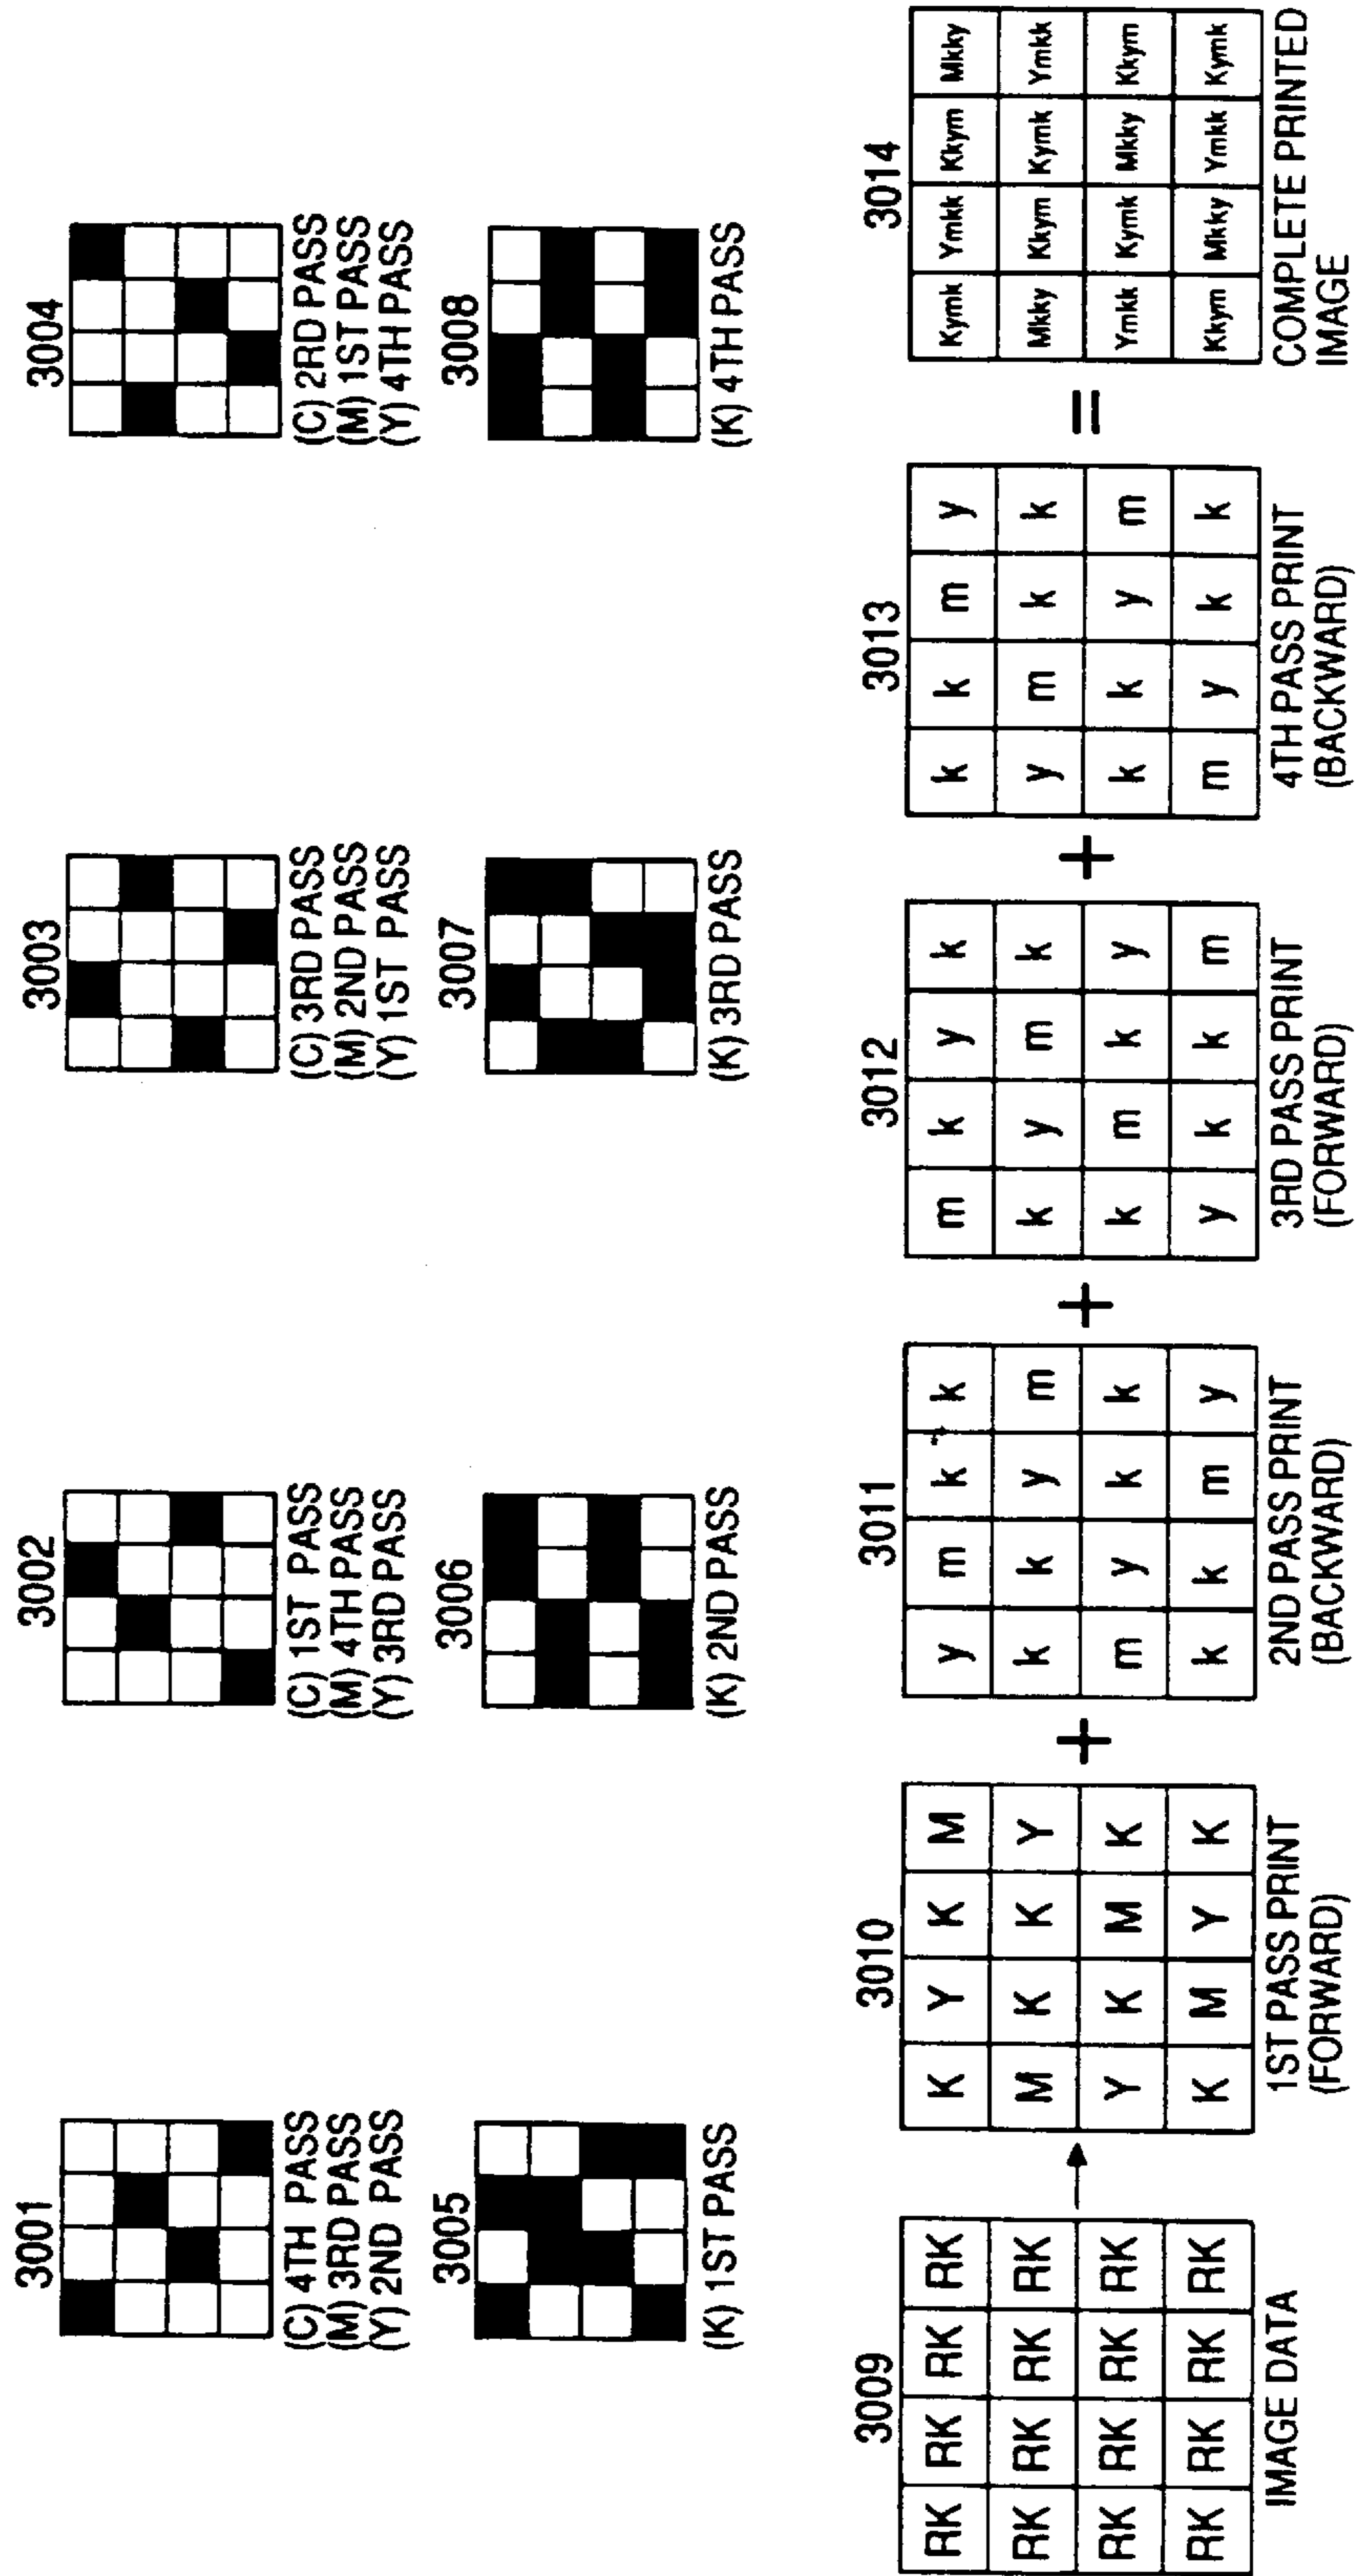 3001 3002 3003 3004
(C) 4TH PASS (C) 1ST PASS (C) 3RD PASS (C) 2RD PASS
(M) 3RD PASS (M) 4TH PASS (M) 2ND PASS (M) 1ST PASS
(Y) 2ND PASS (Y) 3RD PASS (Y) 1ST PASS (Y) 4TH PASS
3005 3006 3007 3008
(K) 1ST PASS (K) 2ND PASS (K) 3RD PASS (K) 4TH PASS
3009 3010 3011 3012 3013 3014
RK RK RK RK K Y K M y m k k m k y k k k m y Kymk Ymkk Kkym Mkky
RK RK RK RK M K K Y k k y m k y m k y m k k Mkky Kkym Kymk Ymkk
+ + + =
RK RK RK RK Y K M K m y k k k m k y k k y m Ymkk Kymk Mkky Kkym
RK RK RK RK K M Y K k k m y y k k m m y k k Kkym Mkky Ymkk Kymk
IMAGE DATA 1ST PASS PRINT 2ND PASS PRINT 3RD PASS PRINT 4TH PASS PRINT COMPLETE PRINTED
(FORWARD) (BACKWARD) (FORWARD) (BACKWARD) IMAGE